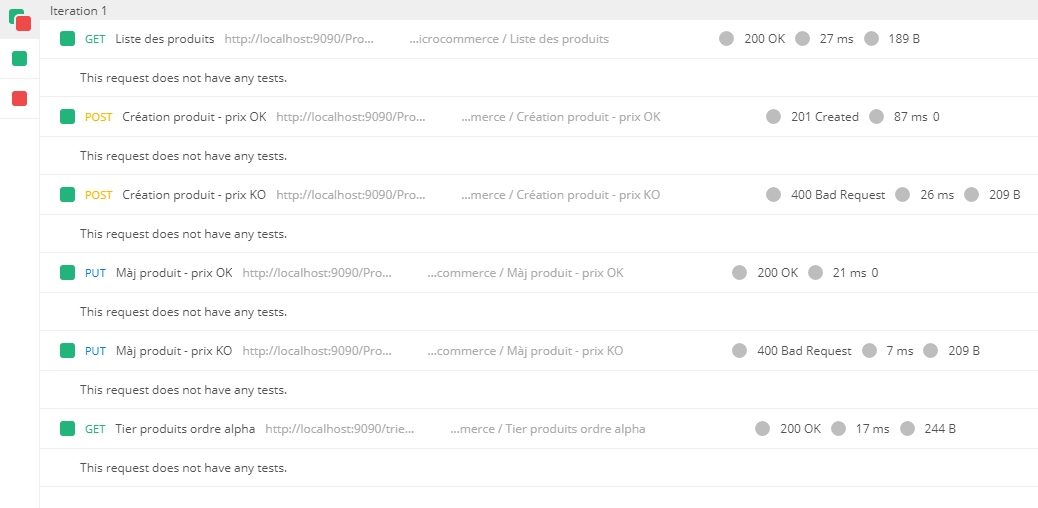 Iteration 1
GET Liste des produits http://localhost:9090/Pro... ...icrocommerce / Liste des produits 200 OK 27 ms 189 B
This request does not have any tests.
POST Création produit - prix OK http://localhost:9090/Pro... ...merce / Création produit - prix OK 201 Created 87 ms 0
This request does not have any tests.
POST Création produit - prix KO http://localhost:9090/Pro... ...merce / Création produit - prix KO 400 Bad Request 26 ms 209 B
This request does not have any tests.
PUT Màj produit - prix OK http://localhost:9090/Pro... ...commerce / Màj produit - prix OK 200 OK 21 ms 0
This request does not have any tests.
PUT Màj produit - prix KO http://localhost:9090/Pro... ...commerce / Màj produit - prix KO 400 Bad Request 7 ms 209 B
This request does not have any tests.
GET Tier produits ordre alpha http://localhost:9090/trie... ...merce / Tier produits ordre alpha 200 OK 17 ms 244 B
This request does not have any tests.